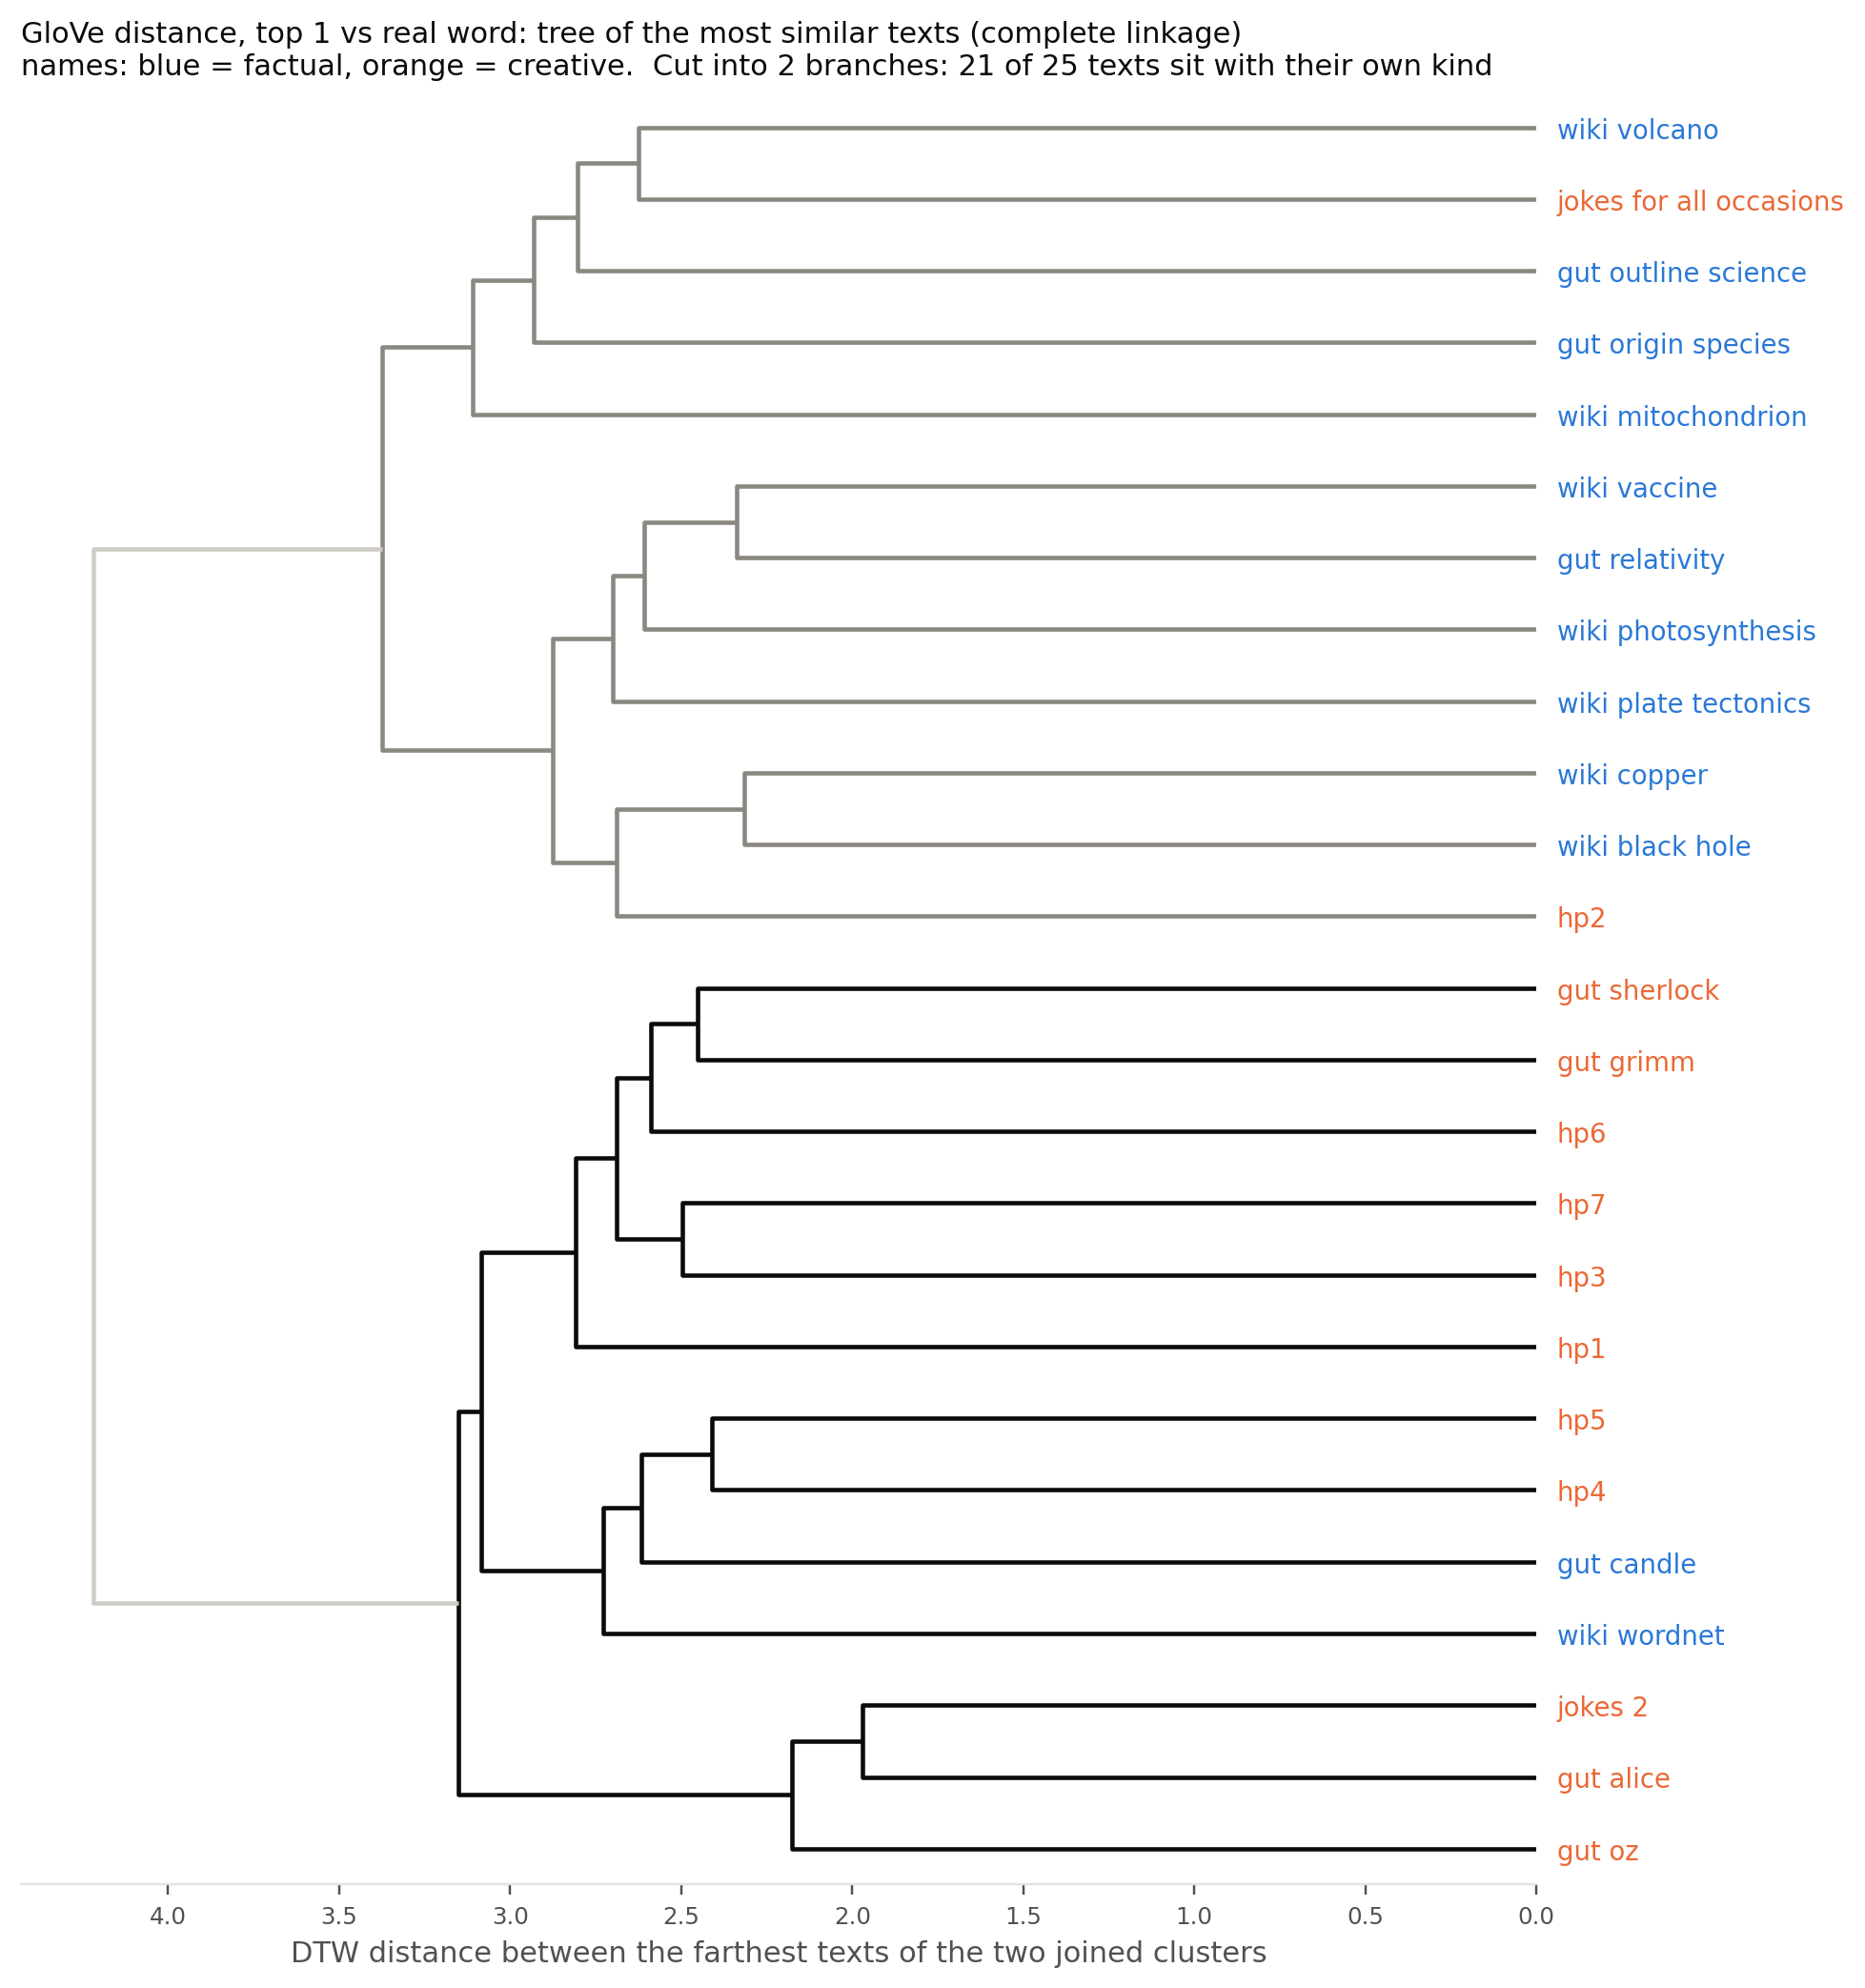 GloVe distance, top 1 vs real word: tree of the most similar texts (complete linkage)
names: blue = factual, orange = creative.  Cut into 2 branches: 21 of 25 texts sit with their own kind
wiki volcano
jokes for all occasions
gut outline science
gut origin species
wiki mitochondrion
wiki vaccine
gut relativity
wiki photosynthesis
wiki plate tectonics
wiki copper
wiki black hole
hp2
gut sherlock
gut grimm
hp6
hp7
hp3
hp1
hp5
hp4
gut candle
wiki wordnet
jokes 2
gut alice
gut oz
4.0 3.5 3.0 2.5 2.0 1.5 1.0 0.5 0.0
DTW distance between the farthest texts of the two joined clusters